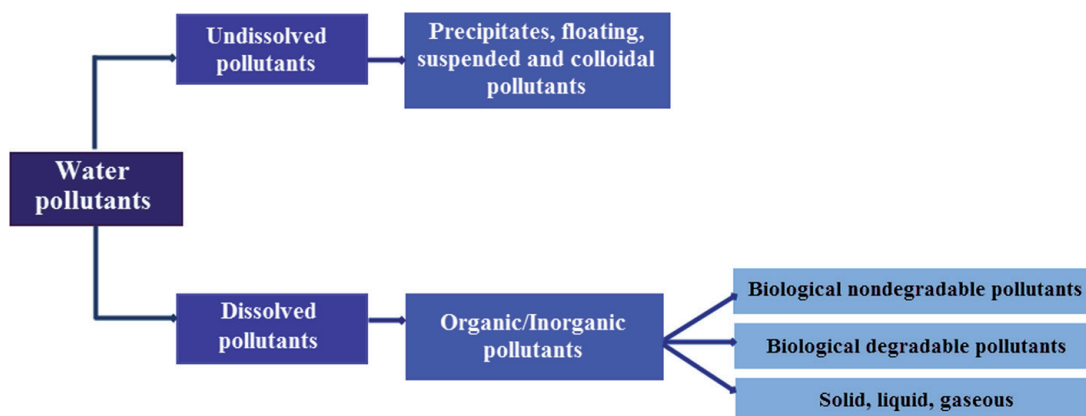 Undissolved
pollutants
Precipitates, floating,
suspended and colloidal
pollutants
Water
pollutants
Dissolved
pollutants
Organic/Inorganic
pollutants
Biological nondegradable pollutants
Biological degradable pollutants
Solid, liquid, gaseous